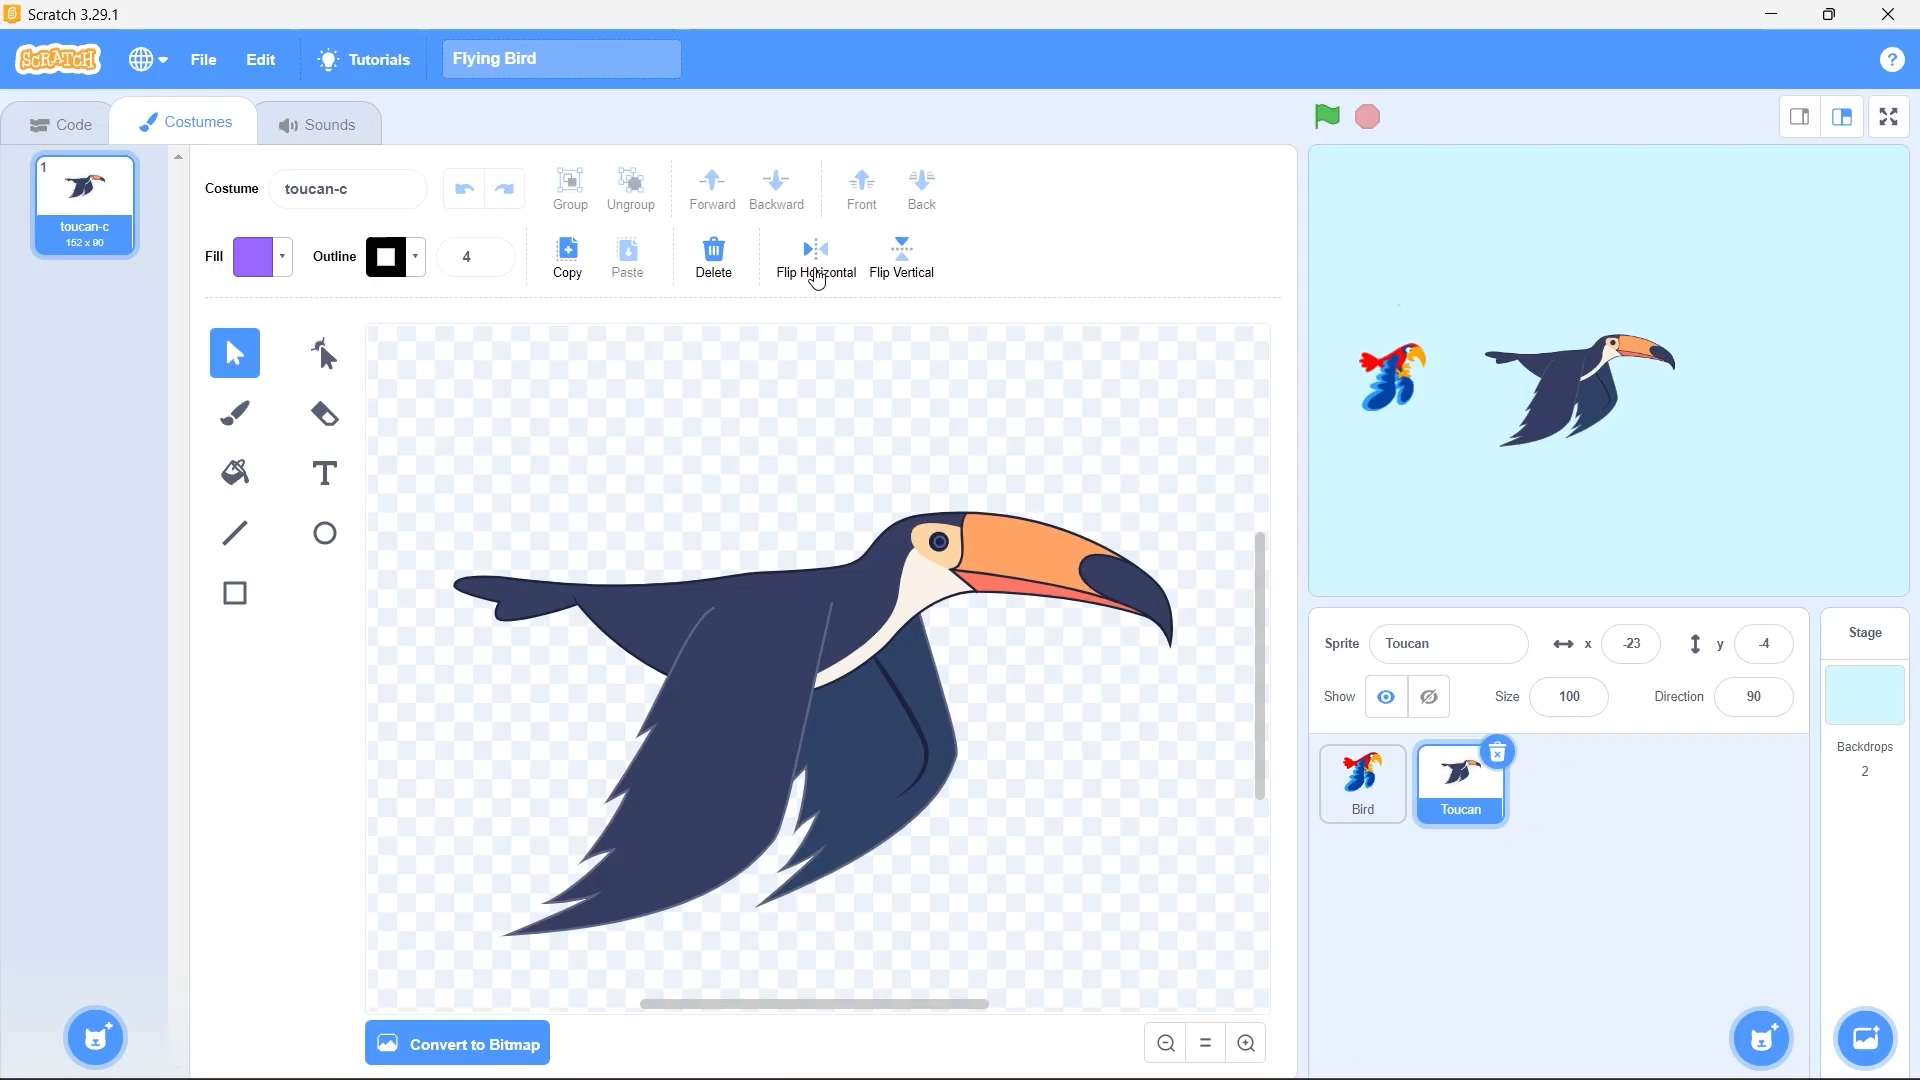 Scratch 3.29.1
SCRATCH File Edit Tutorials Flying Bird ?
Code Costumes Sounds
1
toucan-c
152 x 90
Costume toucan-c Group Ungroup Forward Backward Front Back
Fill Outline 4 Copy Paste Delete Flip Horizontal Flip Vertical
T
Convert to Bitmap
Sprite Toucan x -23 y -4
Show Size 100 Direction 90
Bird Toucan
Stage
Backdrops
2